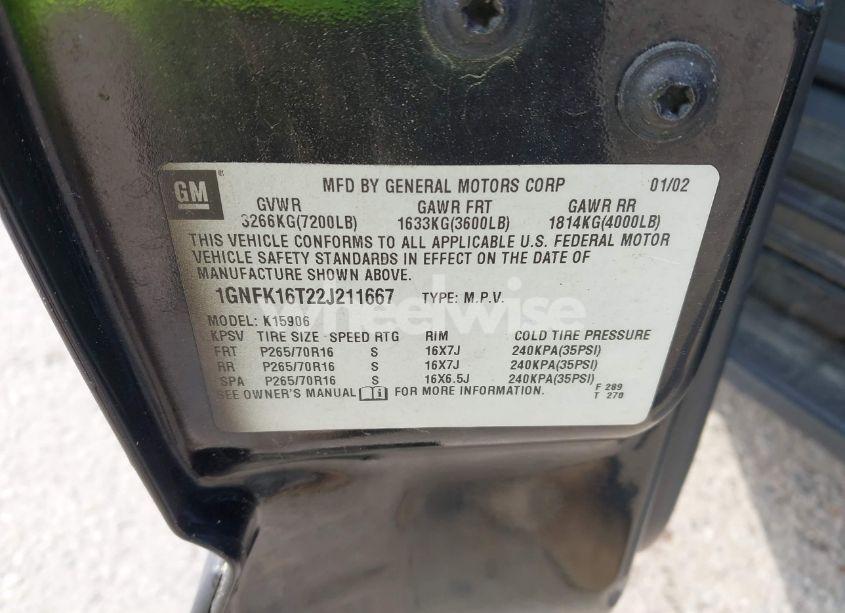 GM ® MFD BY GENERAL MOTORS CORP 01/02
GVWR GAWR FRT GAWR RR
3266KG(7200LB) 1633KG(3600LB) 1814KG(4000LB)
THIS VEHICLE CONFORMS TO ALL APPLICABLE U.S. FEDERAL MOTOR
VEHICLE SAFETY STANDARDS IN EFFECT ON THE DATE OF
MANUFACTURE SHOWN ABOVE.
1GNFK16T22J211667 TYPE: M.P.V.
wheelwise
MODEL: K15906
KPSV TIRE SIZE SPEED RTG RIM COLD TIRE PRESSURE
FRT P265/70R16 S 16X7J 240KPA(35PSI)
RR P265/70R16 S 16X7J 240KPA(35PSI)
SPA P265/70R16 S 16X6.5J 240KPA(35PSI)
SEE OWNER'S MANUAL FOR MORE INFORMATION.
F 289
T 270